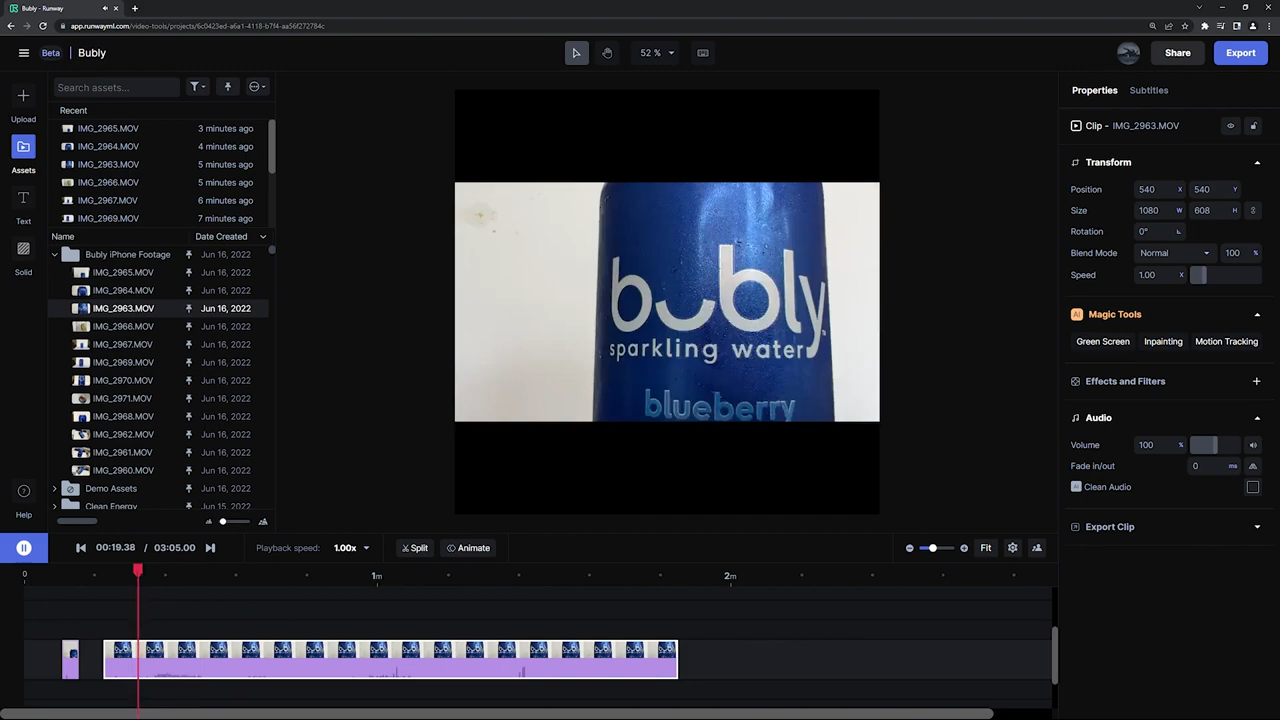 Bubly - Runway
app.runwayml.com/video-tools/projects/6c0423ed-a6a1-4118-b7f4-aa56f272784c
Beta
Bubly
52 %
Share
Export
Upload
Assets
Text
Solid
Help
Search assets...
Recent
IMG_2965.MOV 3 minutes ago
IMG_2964.MOV 4 minutes ago
IMG_2963.MOV 5 minutes ago
IMG_2966.MOV 5 minutes ago
IMG_2967.MOV 6 minutes ago
IMG_2969.MOV 7 minutes ago
Name Date Created
Bubly iPhone Footage Jun 16, 2022
IMG_2965.MOV Jun 16, 2022
IMG_2964.MOV Jun 16, 2022
IMG_2963.MOV Jun 16, 2022
IMG_2966.MOV Jun 16, 2022
IMG_2967.MOV Jun 16, 2022
IMG_2969.MOV Jun 16, 2022
IMG_2970.MOV Jun 16, 2022
IMG_2971.MOV Jun 16, 2022
IMG_2968.MOV Jun 16, 2022
IMG_2962.MOV Jun 16, 2022
IMG_2961.MOV Jun 16, 2022
IMG_2960.MOV Jun 16, 2022
Demo Assets Jun 16, 2022
Clean Energy Jun 15, 2022
bubly
sparkling water
blueberry
Properties Subtitles
Clip - IMG_2963.MOV
Transform
Position 540 X 540 Y
Size 1080 W 608 H
Rotation 0°
Blend Mode Normal 100 %
Speed 1.00 X
AI Magic Tools
Green Screen Inpainting Motion Tracking
Effects and Filters
Audio
Volume 100 %
Fade in/out 0 ms
AI Clean Audio
Export Clip
00:19.38 / 03:05.00
Playback speed: 1.00x
Split
Animate
Fit
0 1m 2m